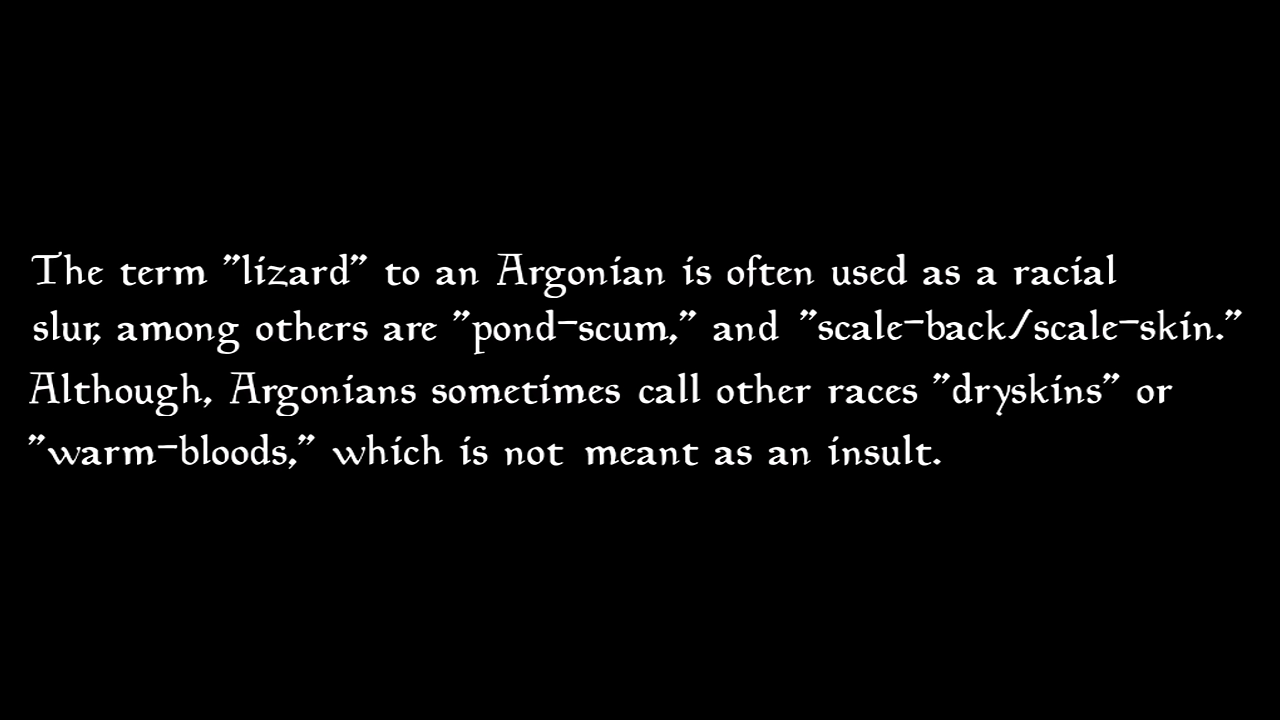 The term "lizard" to an Argonian is often used as a racial
slur, among others are "pond-scum," and "scale-back/scale-skin."
Although, Argonians sometimes call other races "dryskins" or
"warm-bloods," which is not meant as an insult.